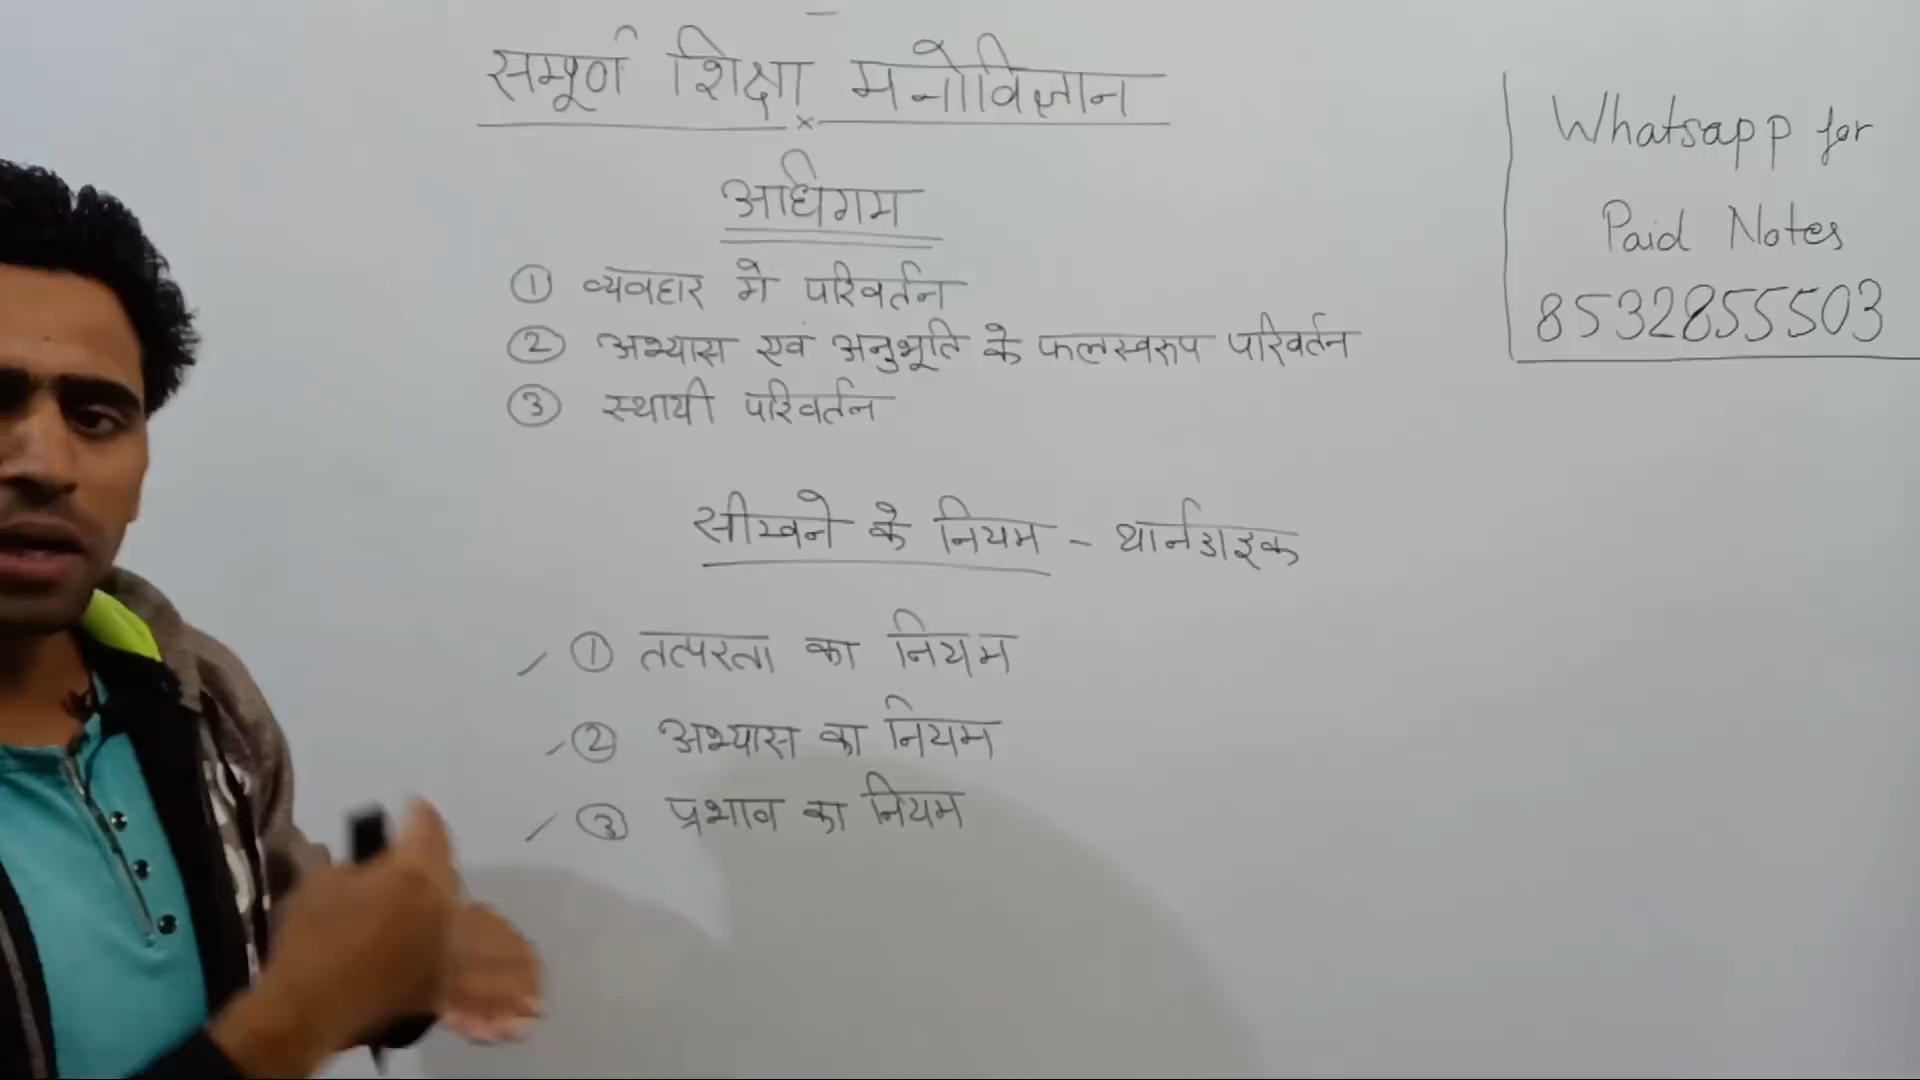 सम्पूर्ण शिक्षा मनोविज्ञान
अधिगम
① व्यवहार में परिवर्तन
② अभ्यास एवं अनुभूति के फलस्वरुप परिवर्तन
③ स्थायी परिवर्तन
सीखने के नियम - थार्नडाइक
① तत्परता का नियम
② अभ्यास का नियम
③ प्रभाव का नियम
Whatsapp for
Paid Notes
8532855503